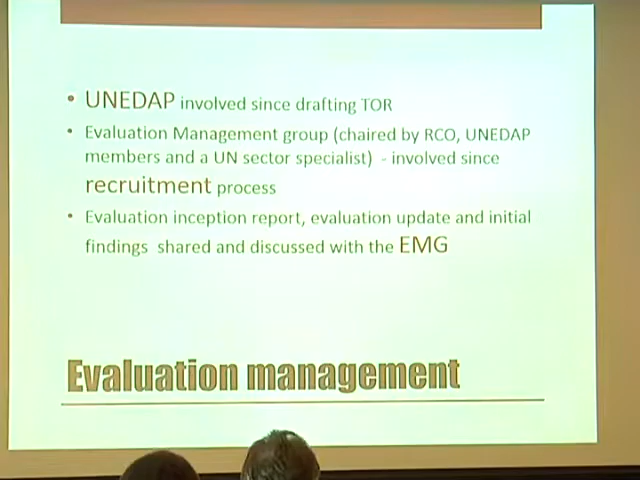 • UNEDAP involved since drafting TOR
• Evaluation Management group (chaired by RCO, UNEDAP
members and a UN sector specialist) - involved since
recruitment process
• Evaluation inception report, evaluation update and initial
findings shared and discussed with the EMG
Evaluation management